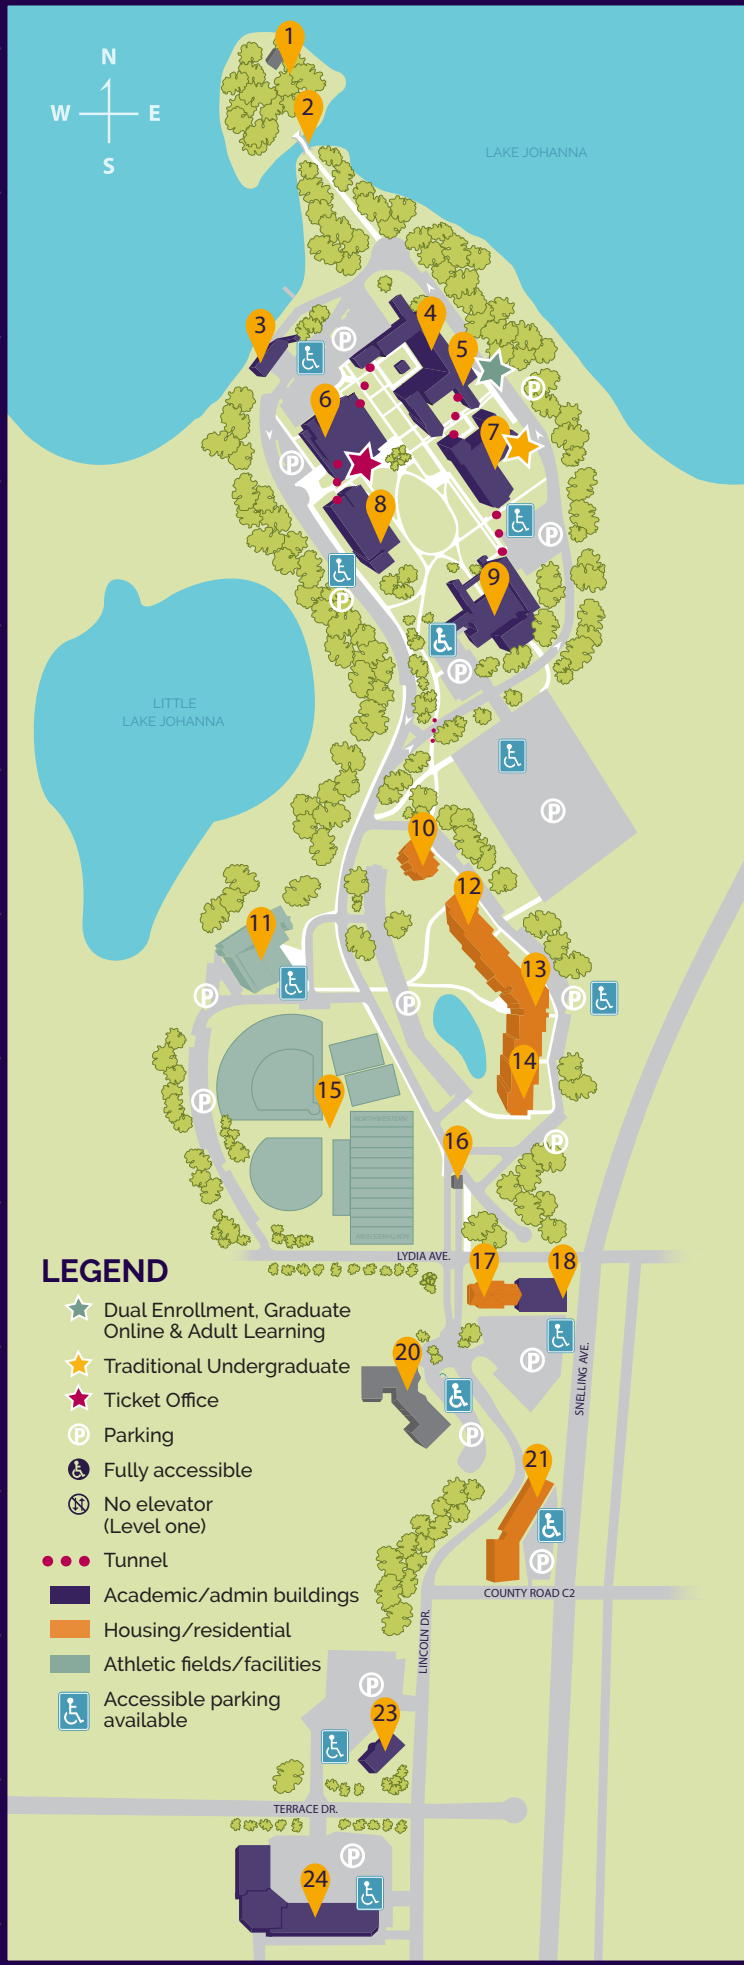 1
N
2
W
E
S
LAKE JOHANNA
3
4
5
P
6
P
7
P
8
P
P
9
P
LITTLE
LAKE JOHANNA
P
10
12
11
13
P
P
P
14
15
P
NORTHWESTERN
16
P
NORTHWESTERN
LYDIA AVE.
17
18
LEGEND
Dual Enrollment, Graduate
Online & Adult Learning
20
P
SNELLING AVE.
Traditional Undergraduate
Ticket Office
P
Parking
P
21
Fully accessible
No elevator
(Level one)
P
Tunnel
Academic/admin buildings
COUNTY ROAD C2
Housing/residential
LINCOLN DR.
Athletic fields/facilities
Accessible parking
available
P
23
TERRACE DR.
P
24